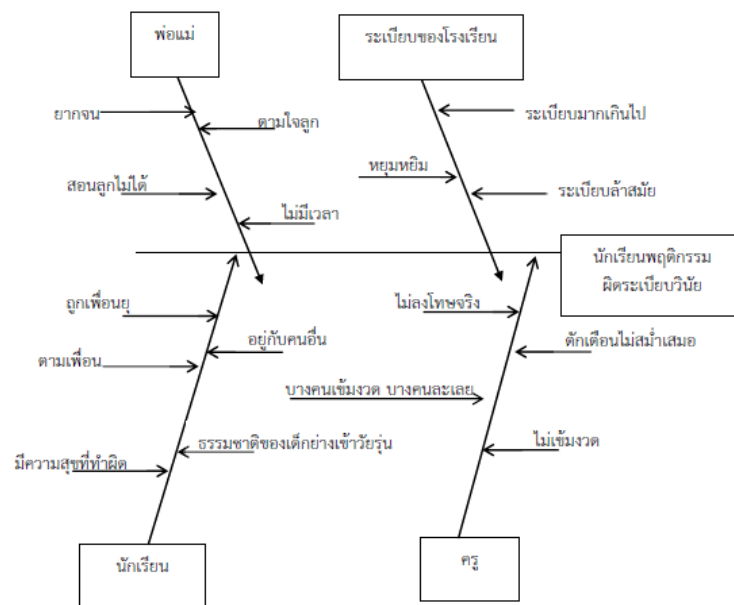 พ่อแม่
ระเบียบของโรงเรียน
ยากจน
ตามใจลูก
ระเบียบมากเกินไป
หยุมหยิม
สอนลูกไม่ได้
ระเบียบล้าสมัย
ไม่มีเวลา
นักเรียนพฤติกรรม
ผิดระเบียบวินัย
ถูกเพื่อนยุ
ไม่ลงโทษจริง
อยู่กับคนอื่น
ตักเตือนไม่สม่ำเสมอ
ตามเพื่อน
บางคนเข้มงวด บางคนละเลย
ธรรมชาติของเด็กย่างเข้าวัยรุ่น
ไม่เข้มงวด
มีความสุขที่ทำผิด
นักเรียน
ครู